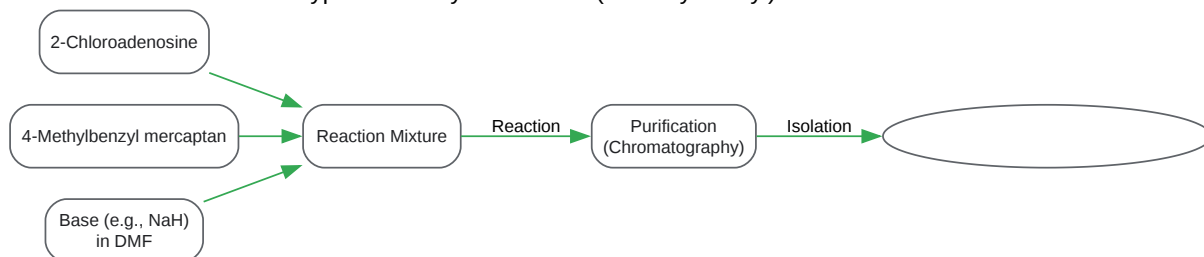 2-Chloroadenosine
4-Methylbenzyl mercaptan
Base (e.g., NaH)
in DMF
Reaction Mixture
Reaction
Purification
(Chromatography)
Isolation